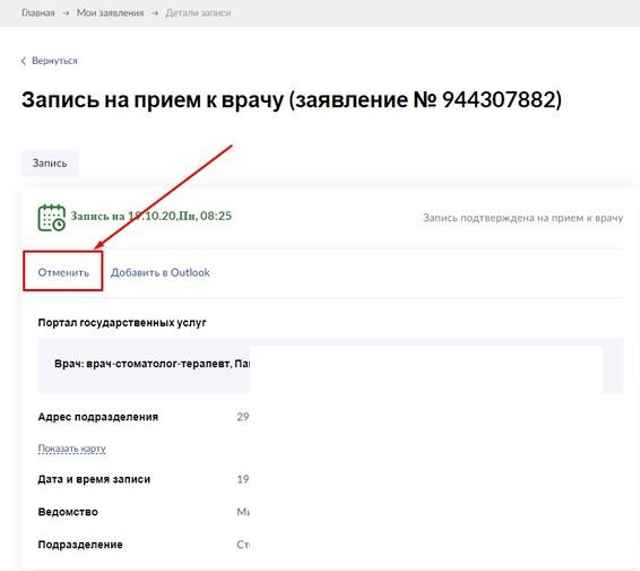 Главная → Мои заявления → Детали записи
Вернуться
Запись на прием к врачу (заявление № 944307882)
Запись
Запись на 19.10.20,Пн, 08:25
Запись подтверждена на прием к врачу
Отменить Добавить в Outlook
Портал государственных услуг
Врач: врач-стоматолог-терапевт,
Адрес подразделения 29
Показать карту
Дата и время записи 19
Ведомство
Подразделение